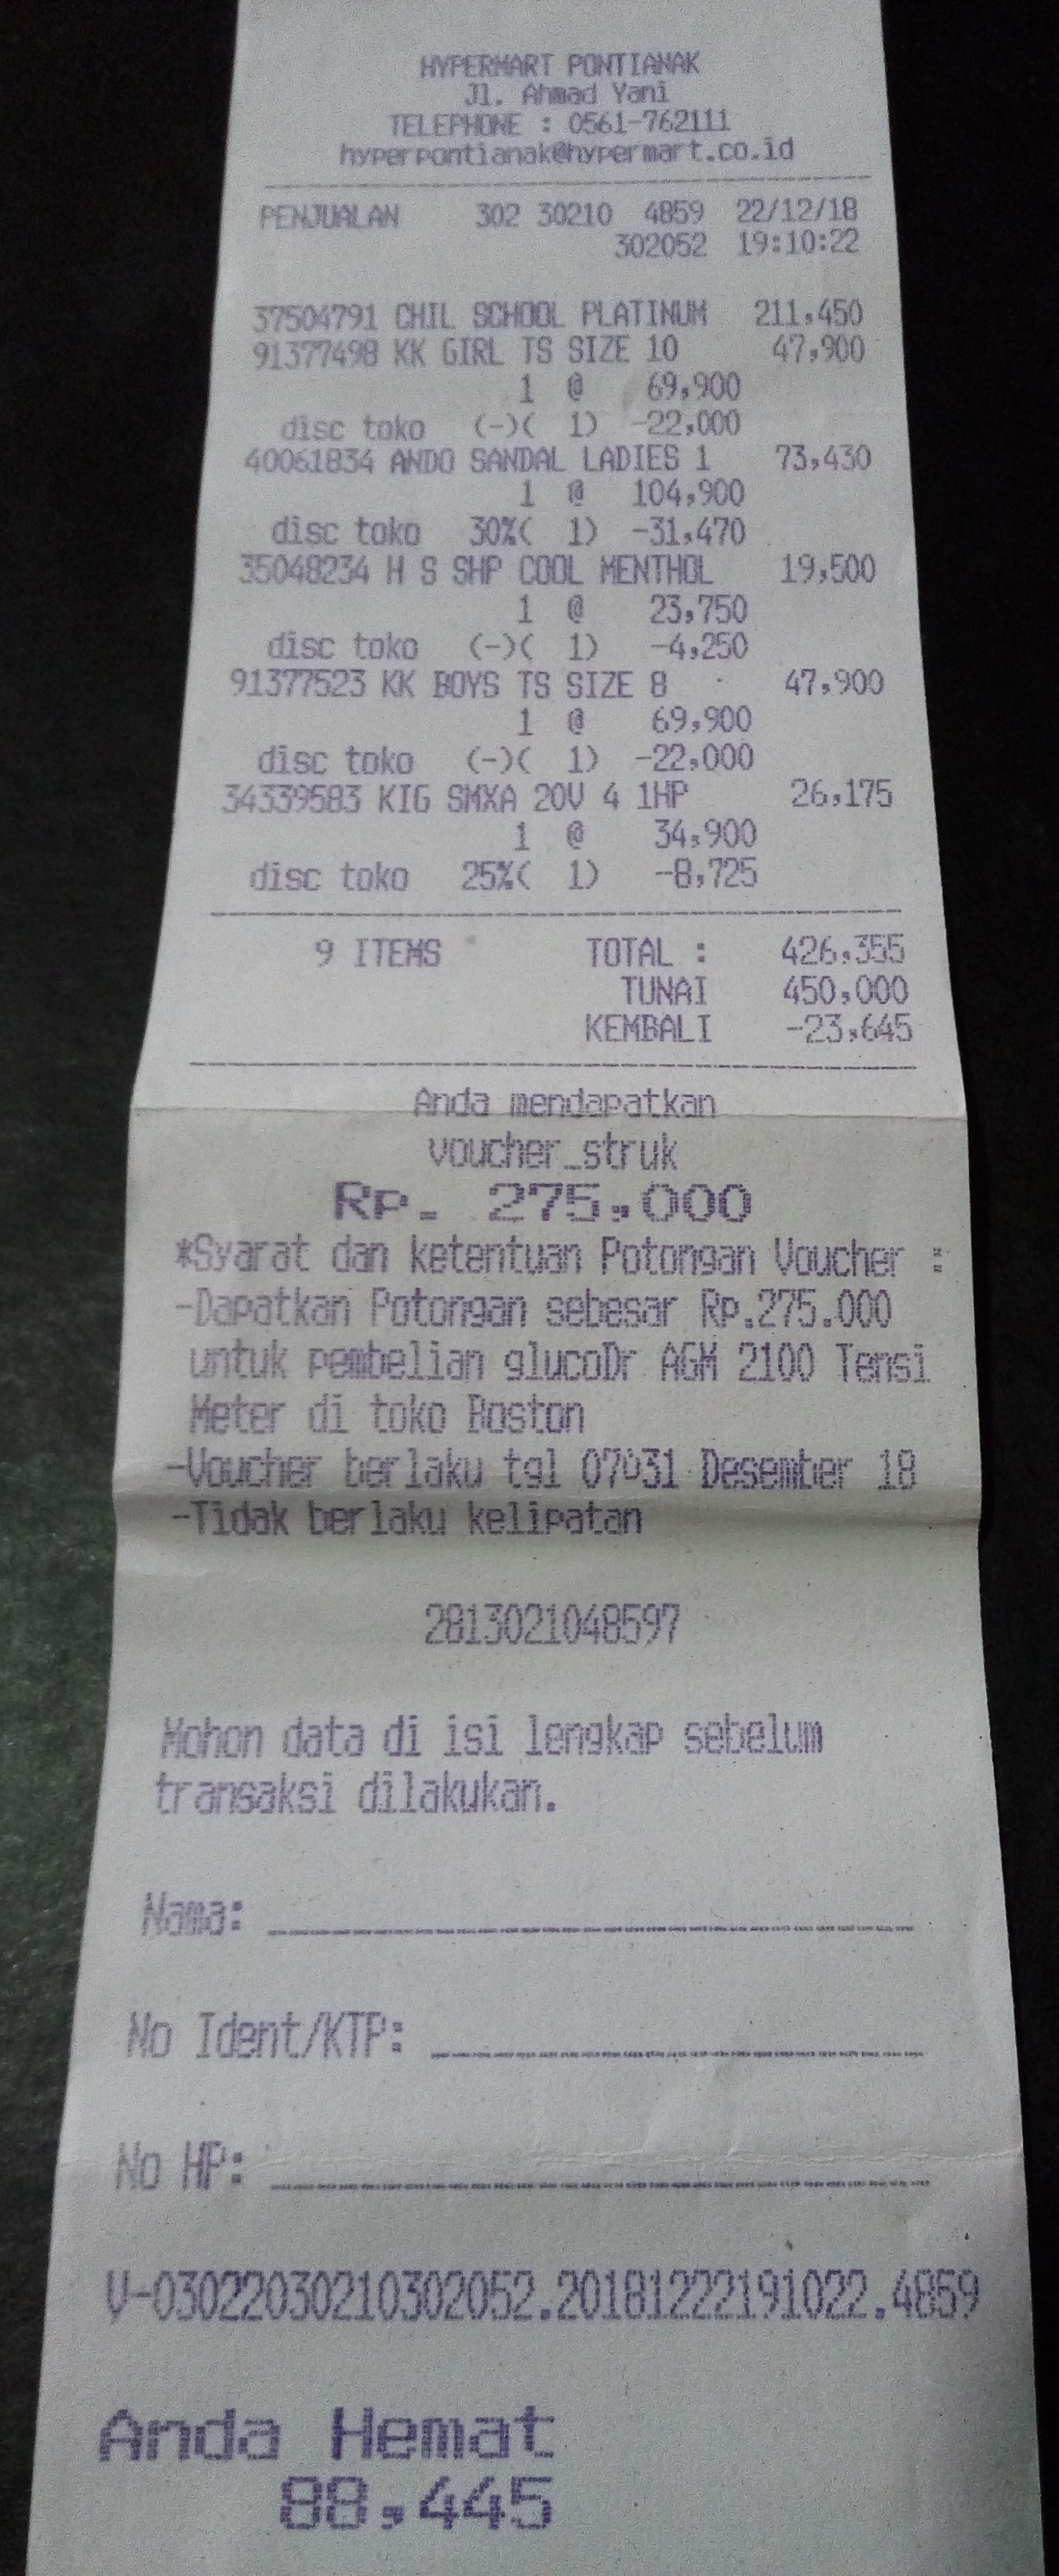 HYPERMART PONTIANAK
Jl. Ahmad Yani
TELEPHONE : 0561-762111
hyperpontianak@hypermart.co.id
PENJUALAN 302 30210 4859 22/12/18
302052 19:10:22
37504791 CHIL SCHOOL PLATINUM 211,450
91377498 KK GIRL TS SIZE 10 47,900
1 @ 69,900
disc toko (-)( 1) -22,000
40061834 ANDO SANDAL LADIES 1 73,430
1 @ 104,900
disc toko 30%( 1) -31,470
35048234 H S SHP COOL MENTHOL 19,500
1 @ 23,750
disc toko (-)( 1) -4,250
91377523 KK BOYS TS SIZE 8 47,900
1 @ 69,900
disc toko (-)( 1) -22,000
34339583 KIG SMXA 20V 4 1HP 26,175
1 @ 34,900
disc toko 25%( 1) -8,725
9 ITEMS TOTAL : 426,355
TUNAI 450,000
KEMBALI -23,645
Anda mendapatkan
voucher_struk
Rp. 275,000
*Syarat dan ketentuan Potongan Voucher :
-Dapatkan Potongan sebesar Rp.275.000
untuk pembelian glucoDr AGM 2100 Tensi
Meter di toko Boston
-Voucher berlaku tgl 07-31 Desember 18
-Tidak berlaku kelipatan
2813021048597
Mohon data di isi lengkap sebelum
transaksi dilakukan.
Nama:
No Ident/KTP:
No HP:
V-03022030210302052.20181222191022.4859
Anda Hemat
88,445